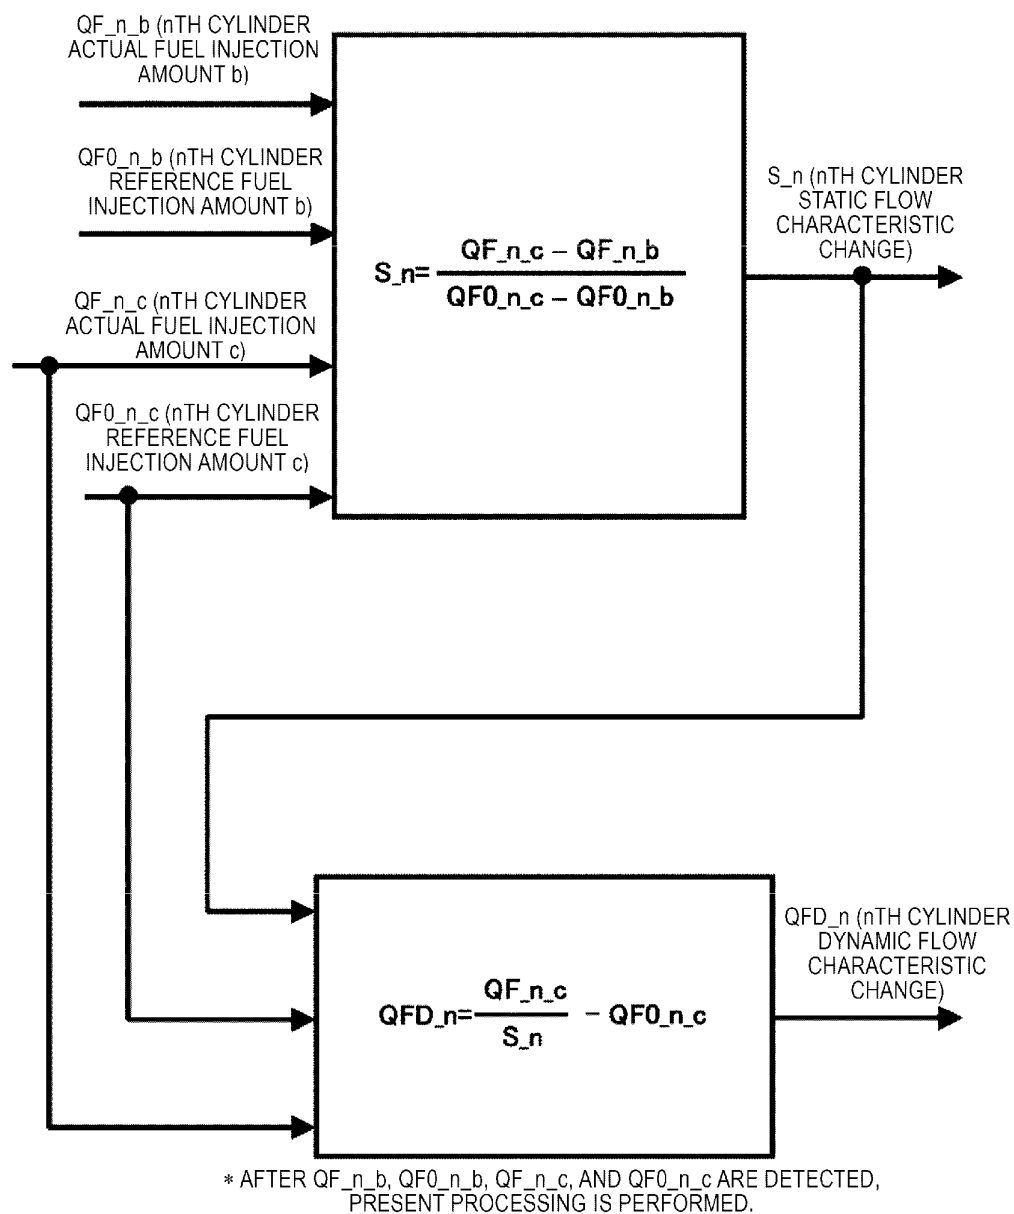 QF_n_b (nTH CYLINDER
ACTUAL FUEL INJECTION
AMOUNT b)
QF0_n_b (nTH CYLINDER
REFERENCE FUEL
INJECTION AMOUNT b)
QF_n_c (nTH CYLINDER
ACTUAL FUEL INJECTION
AMOUNT c)
QF0_n_c (nTH CYLINDER
REFERENCE FUEL
INJECTION AMOUNT c)
S_n=
QF_n_c – QF_n_b
QF0_n_c – QF0_n_b
S_n (nTH CYLINDER
STATIC FLOW
CHARACTERISTIC
CHANGE)
QFD_n=
QF_n_c
S_n
– QF0_n_c
QFD_n (nTH CYLINDER
DYNAMIC FLOW
CHARACTERISTIC
CHANGE)
* AFTER QF_n_b, QF0_n_b, QF_n_c, AND QF0_n_c ARE DETECTED,
PRESENT PROCESSING IS PERFORMED.